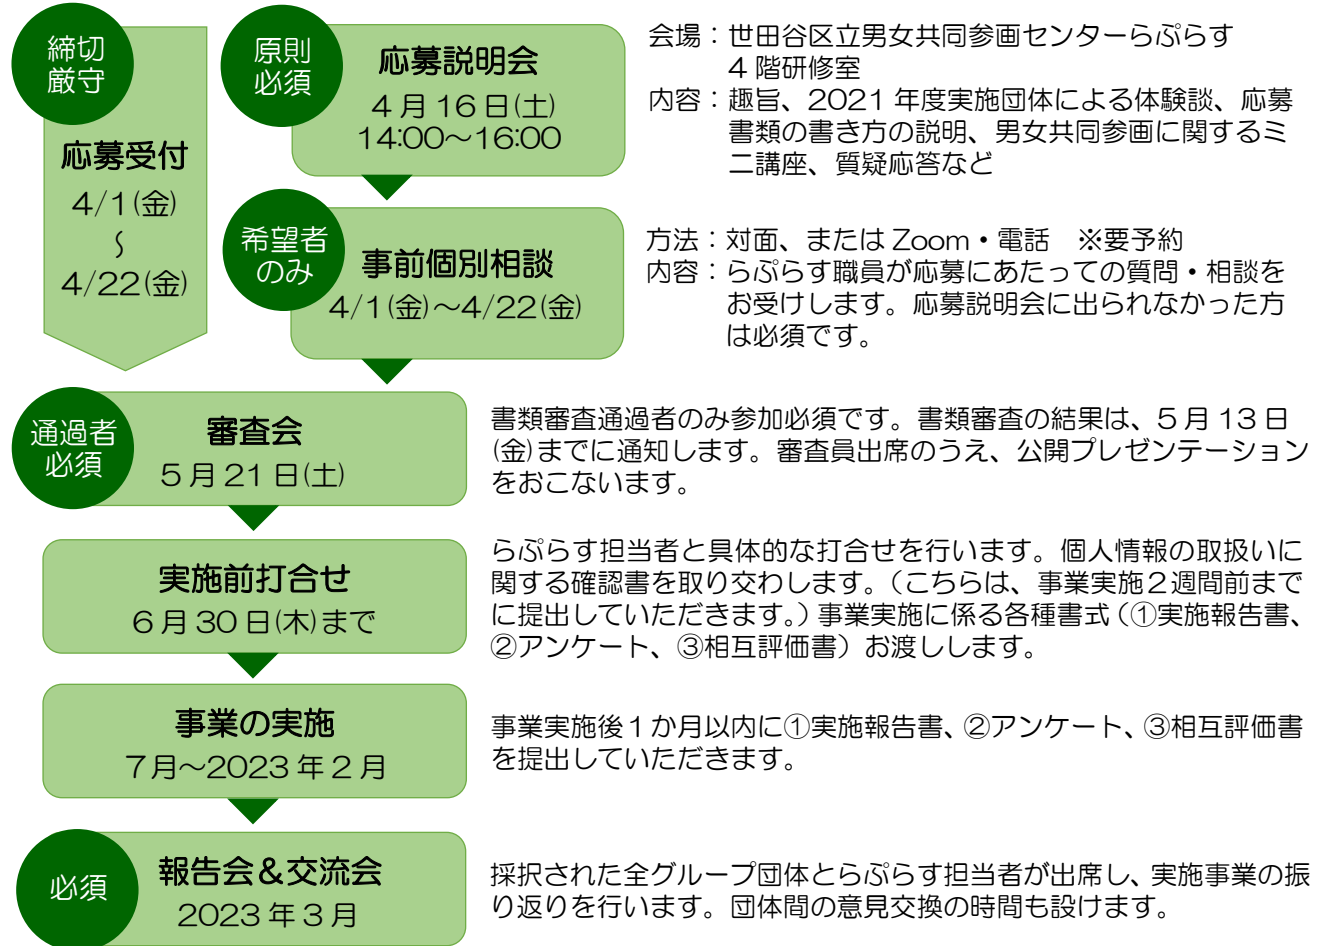 締切
厳守
応募受付
4/1(金)
〜
4/22(金)
原則
必須
応募説明会
4月16日(土)
14:00～16:00
会場：世田谷区立男女共同参画センターらぷらす
4階研修室
内容：趣旨、2021年度実施団体による体験談、応募
書類の書き方の説明、男女共同参画に関するミ
ニ講座、質疑応答など
希望者
のみ
事前個別相談
4/1(金)～4/22(金)
方法：対面、またはZoom・電話　※要予約
内容：らぷらす職員が応募にあたっての質問・相談を
お受けします。応募説明会に出られなかった方
は必須です。
通過者
必須
審査会
5月21日(土)
書類審査通過者のみ参加必須です。書類審査の結果は、5月13日
(金)までに通知します。審査員出席のうえ、公開プレゼンテーション
をおこないます。
実施前打合せ
6月30日(木)まで
らぷらす担当者と具体的な打合せを行います。個人情報の取扱いに
関する確認書を取り交わします。（こちらは、事業実施２週間前まで
に提出していただきます。）事業実施に係る各種書式（①実施報告書、
②アンケート、③相互評価書）お渡しします。
事業の実施
7月～2023年2月
事業実施後１か月以内に①実施報告書、②アンケート、③相互評価書
を提出していただきます。
必須
報告会＆交流会
2023年3月
採択された全グループ団体とらぷらす担当者が出席し、実施事業の振
り返りを行います。団体間の意見交換の時間も設けます。